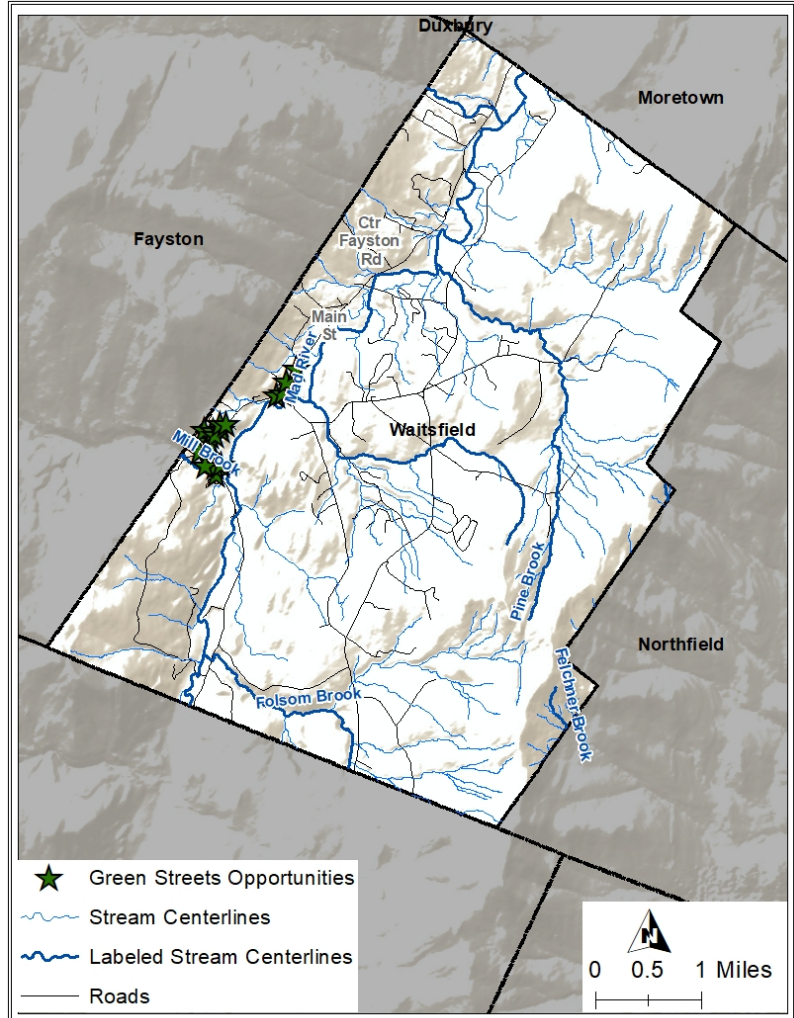 Duxbury
Moretown
Fayston
Ctr
Fayston
Rd
Main
St
Mad River
Waitsfield
Mill Brook
Pine Brook
Northfield
Felchner Brook
Folsom Brook
Green Streets Opportunities
Stream Centerlines
Labeled Stream Centerlines
Roads
N
0 0.5 1 Miles